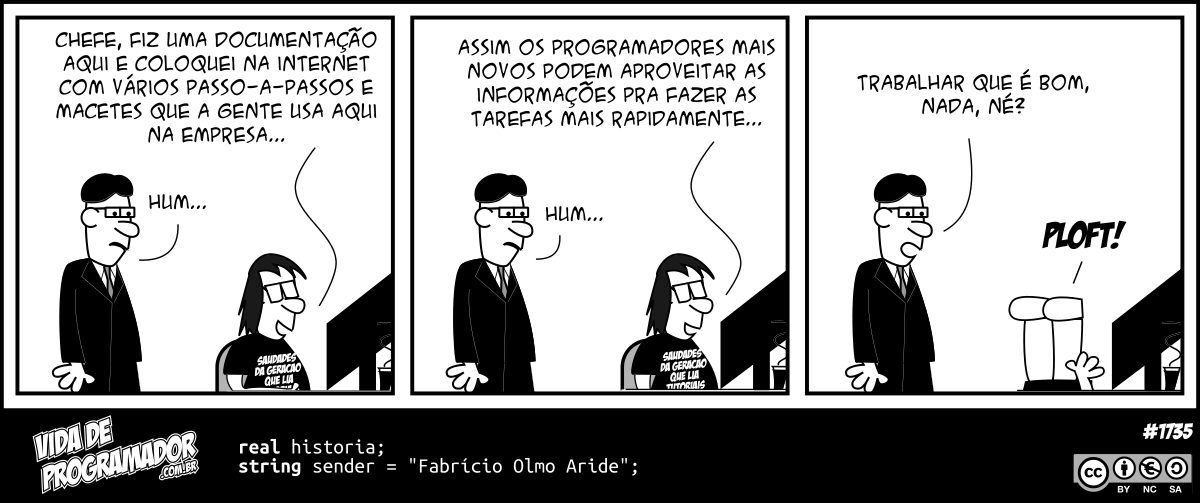 CHEFE, FIZ UMA DOCUMENTAÇÃO
AQUI E COLOQUEI NA INTERNET
COM VÁRIOS PASSO-A-PASSOS E
MACETES QUE A GENTE USA AQUI
NA EMPRESA...
HUM...
SAUDADES
DA GERACAO
QUE LIA
ASSIM OS PROGRAMADORES MAIS
NOVOS PODEM APROVEITAR AS
INFORMAÇÕES PRA FAZER AS
TAREFAS MAIS RAPIDAMENTE...
HUM...
SAUDADES
DA GERACAO
QUE LIA
TUTORIAIS
TRABALHAR QUE É BOM,
NADA, NÉ?
PLOFT!
VIDA DE
PROGRAMADOR
.COM.BR
real historia;
string sender = "Fabrício Olmo Aride";
#1735
cc
BY NC SA